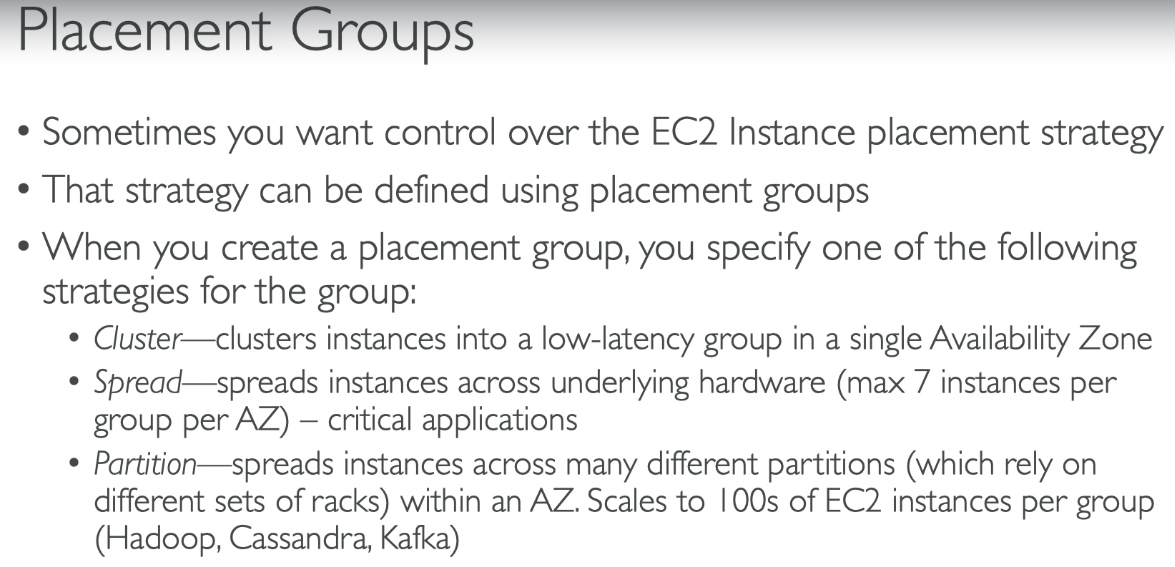 Placement Groups
• Sometimes you want control over the EC2 Instance placement strategy
• That strategy can be defined using placement groups
• When you create a placement group, you specify one of the following
strategies for the group:
• Cluster—clusters instances into a low-latency group in a single Availability Zone
• Spread—spreads instances across underlying hardware (max 7 instances per
group per AZ) – critical applications
• Partition—spreads instances across many different partitions (which rely on
different sets of racks) within an AZ. Scales to 100s of EC2 instances per group
(Hadoop, Cassandra, Kafka)